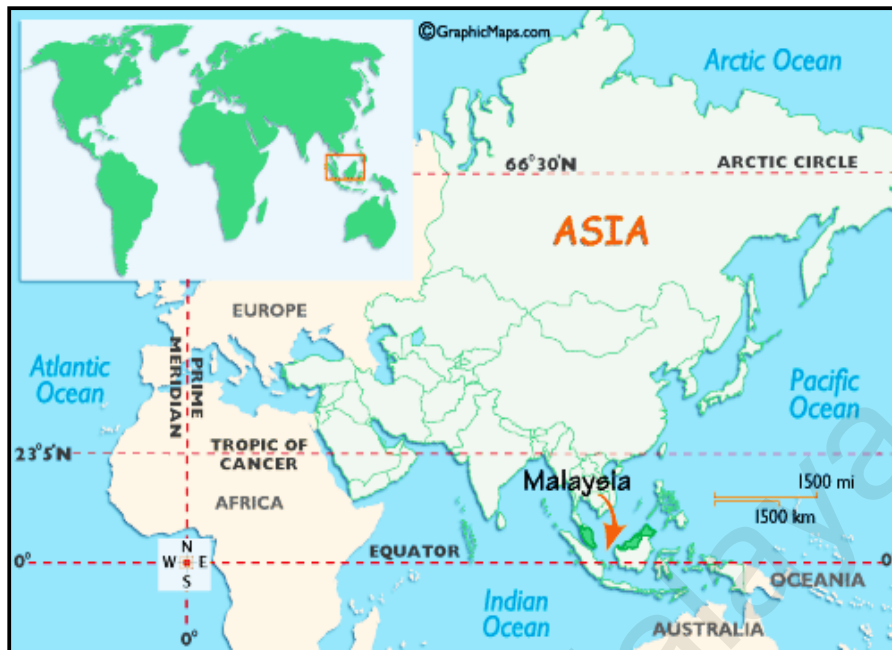 ©GraphicMaps.com
Arctic Ocean
66°30'N
ARCTIC CIRCLE
ASIA
EUROPE
Atlantic
Ocean
PRIME
MERIDIAN
Pacific
Ocean
23°5'N
TROPIC OF
CANCER
Malaysia
1500 mi
1500 km
AFRICA
N
W E
S
0°
EQUATOR
0
OCEANIA
Indian
Ocean
AUSTRALIA
0°